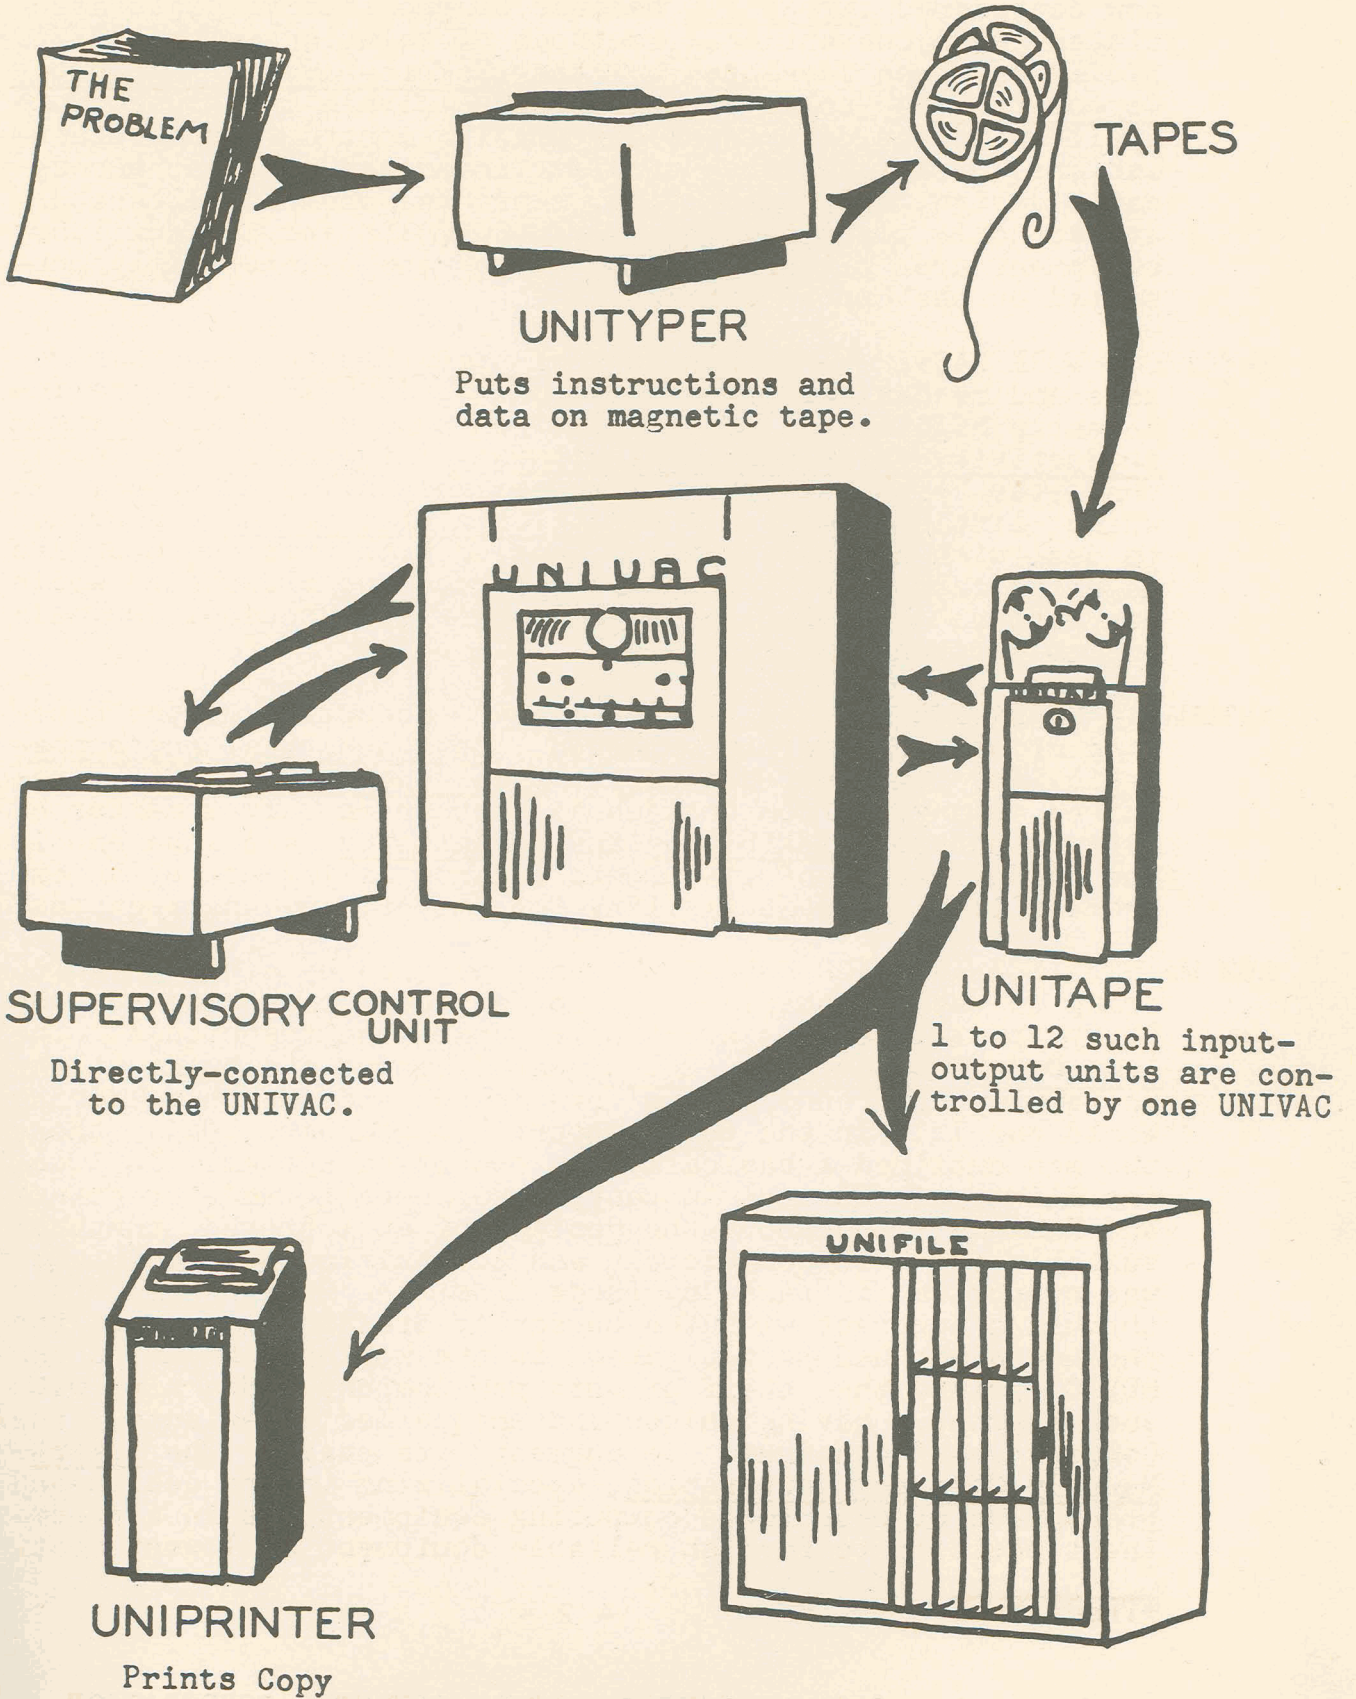 THE
PROBLEM
TAPES
UNITYPER
Puts instructions and
data on magnetic tape.
UNIVAC
UNITAPE
SUPERVISORY CONTROL
UNIT
Directly-connected
to the UNIVAC.
UNITAPE
1 to 12 such input-
output units are con-
trolled by one UNIVAC
UNIFILE
UNIPRINTER
Prints Copy